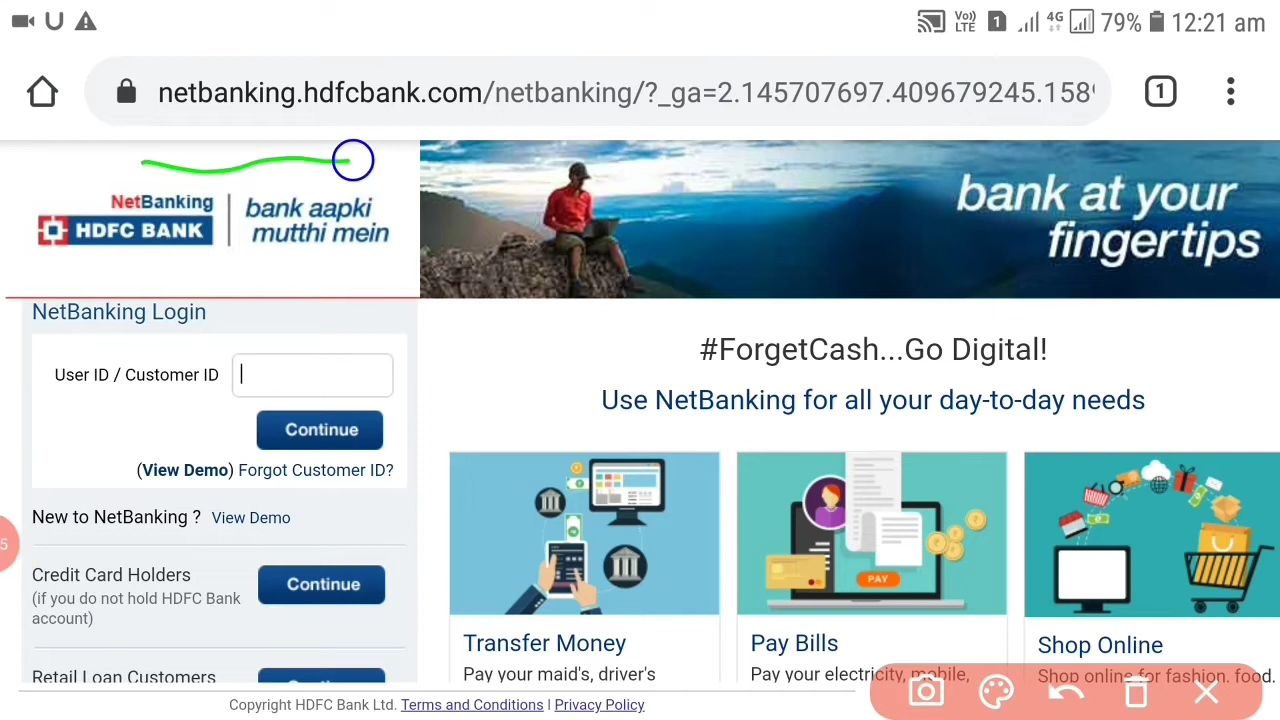 Vo)) LTE 1 4G 79% 12:21 am
netbanking.hdfcbank.com/netbanking/?_ga=2.145707697.409679245.158
1
NetBanking
HDFC BANK
bank aapki
mutthi mein
bank at your
fingertips
NetBanking Login
User ID / Customer ID
Continue
(View Demo) Forgot Customer ID?
New to NetBanking ? View Demo
Credit Card Holders
(if you do not hold HDFC Bank
account)
Continue
Retail Loan Customers
#ForgetCash...Go Digital!
Use NetBanking for all your day-to-day needs
PAY
Transfer Money
Pay your maid's, driver's
Pay Bills
Pay your electricity, mobile,
Shop Online
Shop online for fashion, food.
Copyright HDFC Bank Ltd. Terms and Conditions I Privacy Policy
5